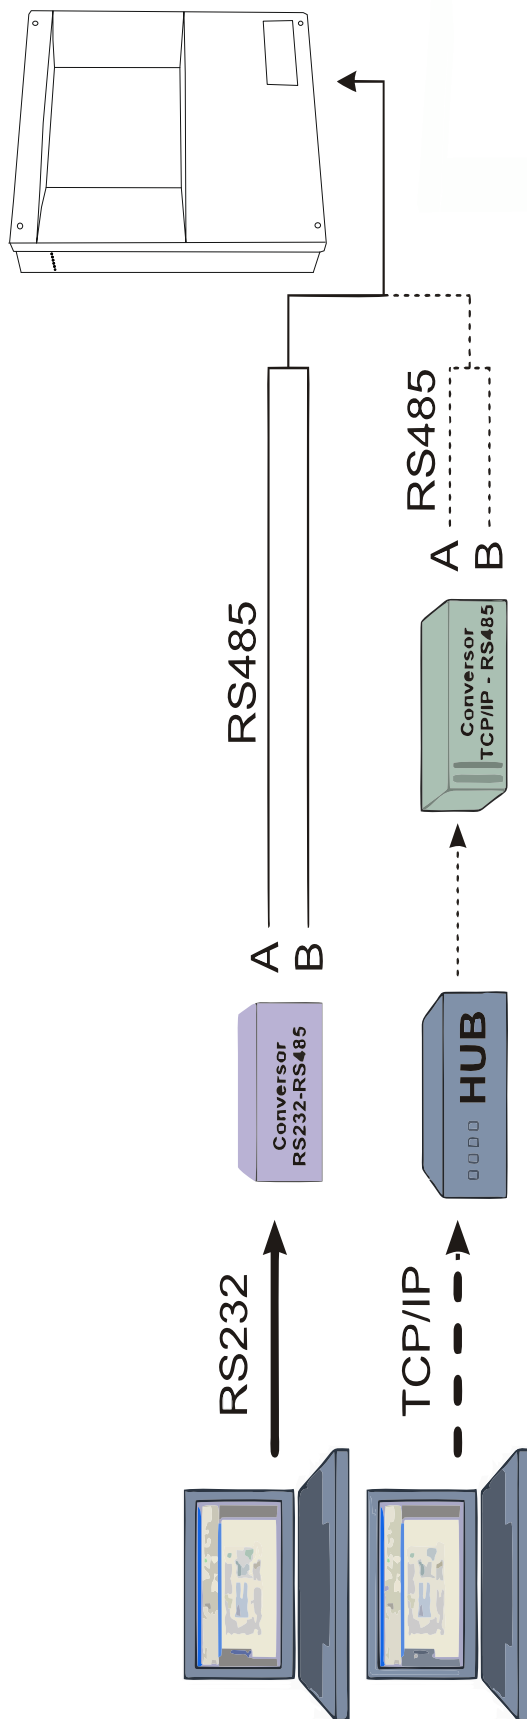 RS232
Conversor
RS232-RS485
A
B
RS485
TCP/IP
HUB
Conversor
TCP/IP - RS485
A
B
RS485